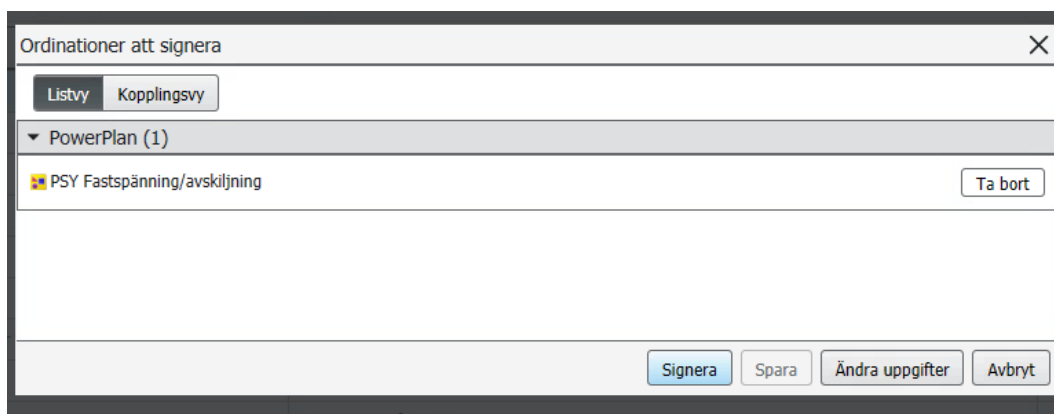 Ordinationer att signera
Listvy Kopplingsvy
PowerPlan (1)
PSY Fastspänning/avskiljning Ta bort
Signera Spara Ändra uppgifter Avbryt